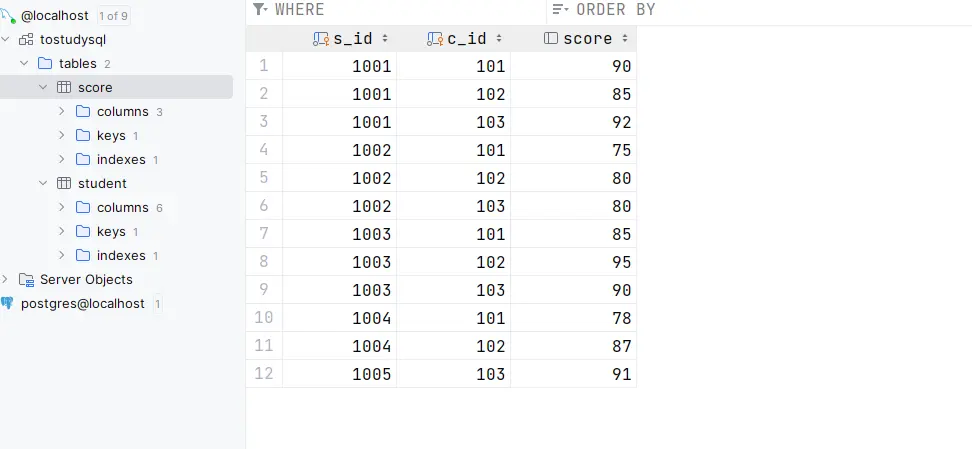 @localhost 1 of 9
tostudysql
tables 2
score
columns 3
keys 1
indexes 1
student
columns 6
keys 1
indexes 1
Server Objects
postgres@localhost 1
WHERE ORDER BY
s_id c_id score
1 1001 101 90
2 1001 102 85
3 1001 103 92
4 1002 101 75
5 1002 102 80
6 1002 103 80
7 1003 101 85
8 1003 102 95
9 1003 103 90
10 1004 101 78
11 1004 102 87
12 1005 103 91